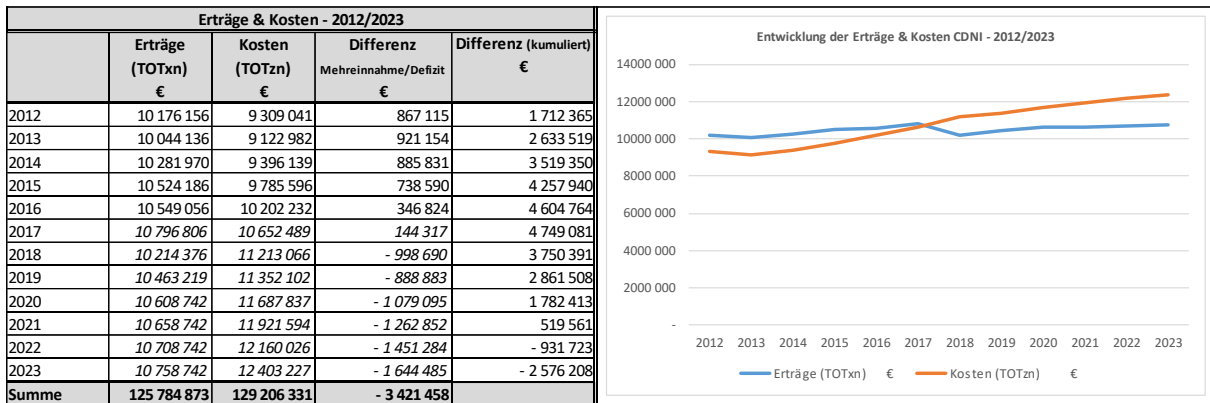 Erträge & Kosten - 2012/2023
Erträge (TOTxn) € Kosten (TOTzn) € Differenz Mehreinnahme/Defizit € Differenz (kumuliert) €
2012 10 176 156 9 309 041 867 115 1 712 365
2013 10 044 136 9 122 982 921 154 2 633 519
2014 10 281 970 9 396 139 885 831 3 519 350
2015 10 524 186 9 785 596 738 590 4 257 940
2016 10 549 056 10 202 232 346 824 4 604 764
2017 10 796 806 10 652 489 144 317 4 749 081
2018 10 214 376 11 213 066 - 998 690 3 750 391
2019 10 463 219 11 352 102 - 888 883 2 861 508
2020 10 608 742 11 687 837 - 1 079 095 1 782 413
2021 10 658 742 11 921 594 - 1 262 852 519 561
2022 10 708 742 12 160 026 - 1 451 284 - 931 723
2023 10 758 742 12 403 227 - 1 644 485 - 2 576 208
Summe 125 784 873 129 206 331 - 3 421 458
Entwicklung der Erträge & Kosten CDNI - 2012/2023
14000 000
12000 000
10000 000
8000 000
6000 000
4000 000
2000 000
-
2012 2013 2014 2015 2016 2017 2018 2019 2020 2021 2022 2023
Erträge (TOTxn) € Kosten (TOTzn) €